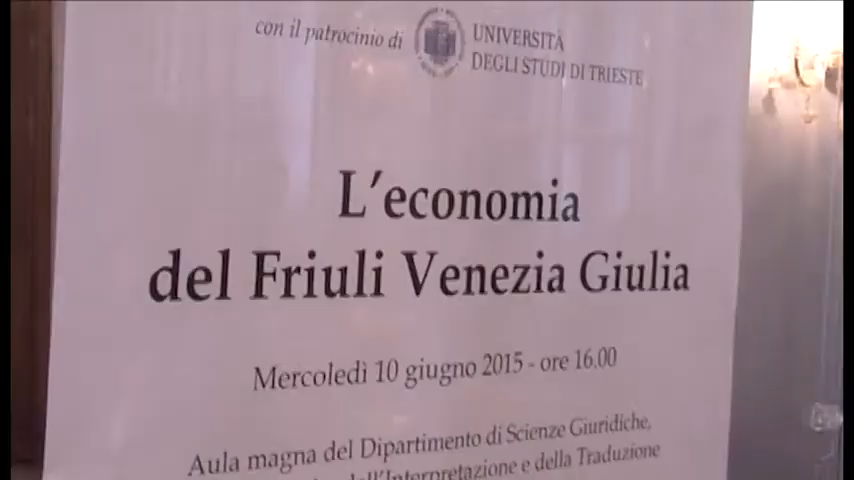 con il patrocinio di
UNIVERSITÀ
DEGLI STUDI DI TRIESTE
L'economia
del Friuli Venezia Giulia
Mercoledì 10 giugno 2015 - ore 16.00
Aula magna del Dipartimento di Scienze Giuridiche,
dell'Interpretazione e della Traduzione